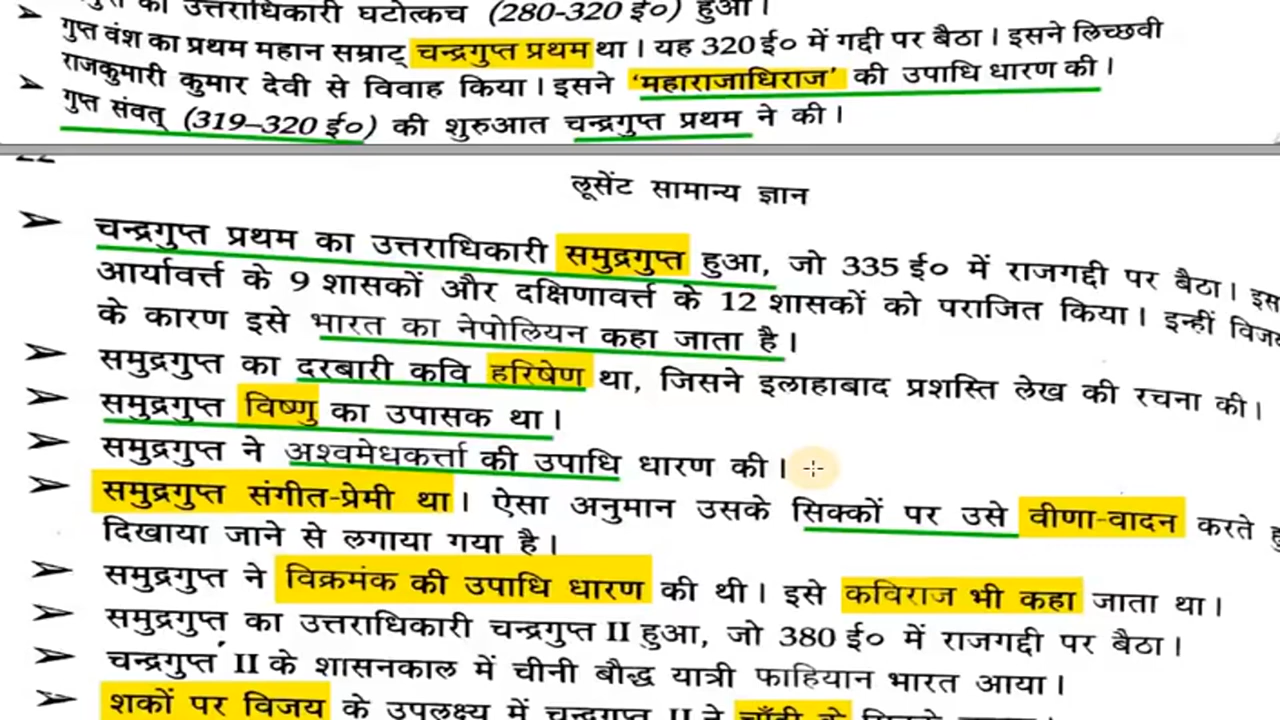 का उत्तराधिकारी घटोत्कच (280-320 ई०) हुआ।
➢ गुप्त वंश का प्रथम महान सम्राट् चन्द्रगुप्त प्रथम था। यह 320 ई० में गद्दी पर बैठा। इसने लिच्छवी
राजकुमारी कुमार देवी से विवाह किया। इसने ‘महाराजाधिराज’ की उपाधि धारण की।
➢ गुप्त संवत् (319–320 ई०) की शुरुआत चन्द्रगुप्त प्रथम ने की।
लूसेंट सामान्य ज्ञान
➢ चन्द्रगुप्त प्रथम का उत्तराधिकारी समुद्रगुप्त हुआ, जो 335 ई० में राजगद्दी पर बैठा।
आर्यावर्त्त के 9 शासकों और दक्षिणावर्त्त के 12 शासकों को पराजित किया। इन्हीं
के कारण इसे भारत का नेपोलियन कहा जाता है।
➢ समुद्रगुप्त का दरबारी कवि हरिषेण था, जिसने इलाहाबाद प्रशस्ति लेख की रचना की।
➢ समुद्रगुप्त विष्णु का उपासक था।
➢ समुद्रगुप्त ने अश्वमेधकर्त्ता की उपाधि धारण की।
➢ समुद्रगुप्त संगीत-प्रेमी था। ऐसा अनुमान उसके सिक्कों पर उसे वीणा-वादन करते
दिखाया जाने से लगाया गया है।
➢ समुद्रगुप्त ने विक्रमंक की उपाधि धारण की थी। इसे कविराज भी कहा जाता था।
➢ समुद्रगुप्त का उत्तराधिकारी चन्द्रगुप्त II हुआ, जो 380 ई० में राजगद्दी पर बैठा।
➢ चन्द्रगुप्त II के शासनकाल में चीनी बौद्ध यात्री फाहियान भारत आया।
➢ शकों पर विजय के उपलक्ष्य में चन्द्रगुप्त II ने चाँदी के